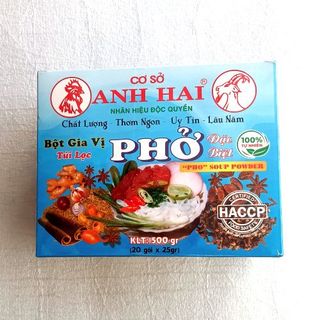 CƠ SỞ
ANH HAI®
NHÃN HIỆU ĐỘC QUYỀN
Chất Lượng - Thơm Ngon - Uy Tín - Lâu Năm
Bột Gia Vị
Túi Lọc
PHỞ
Đặc
Biệt
100%
TỰ NHIÊN
"PHO" SOUP POWDER
CERTIFIED
HACCP
KLT: 500 gr
(20 gói x 25gr)